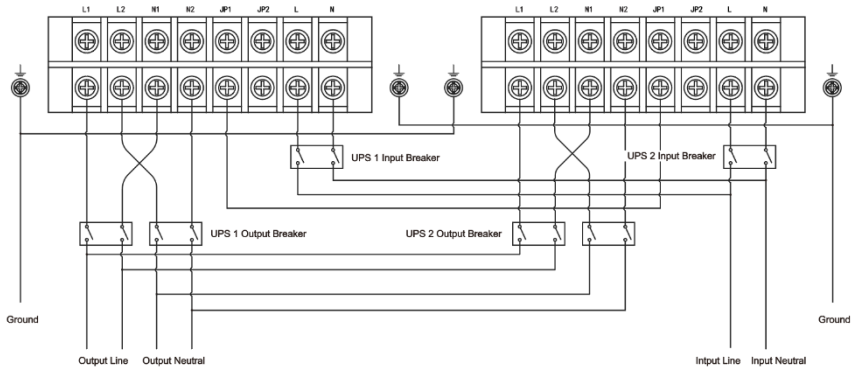 L1 L2 N1 N2 JP1 JP2 L N
L1 L2 N1 N2 JP1 JP2 L N
UPS 1 Input Breaker
UPS 2 Input Breaker
UPS 1 Output Breaker
UPS 2 Output Breaker
Ground
Ground
Output Line
Output Neutral
Intput Line
Input Neutral